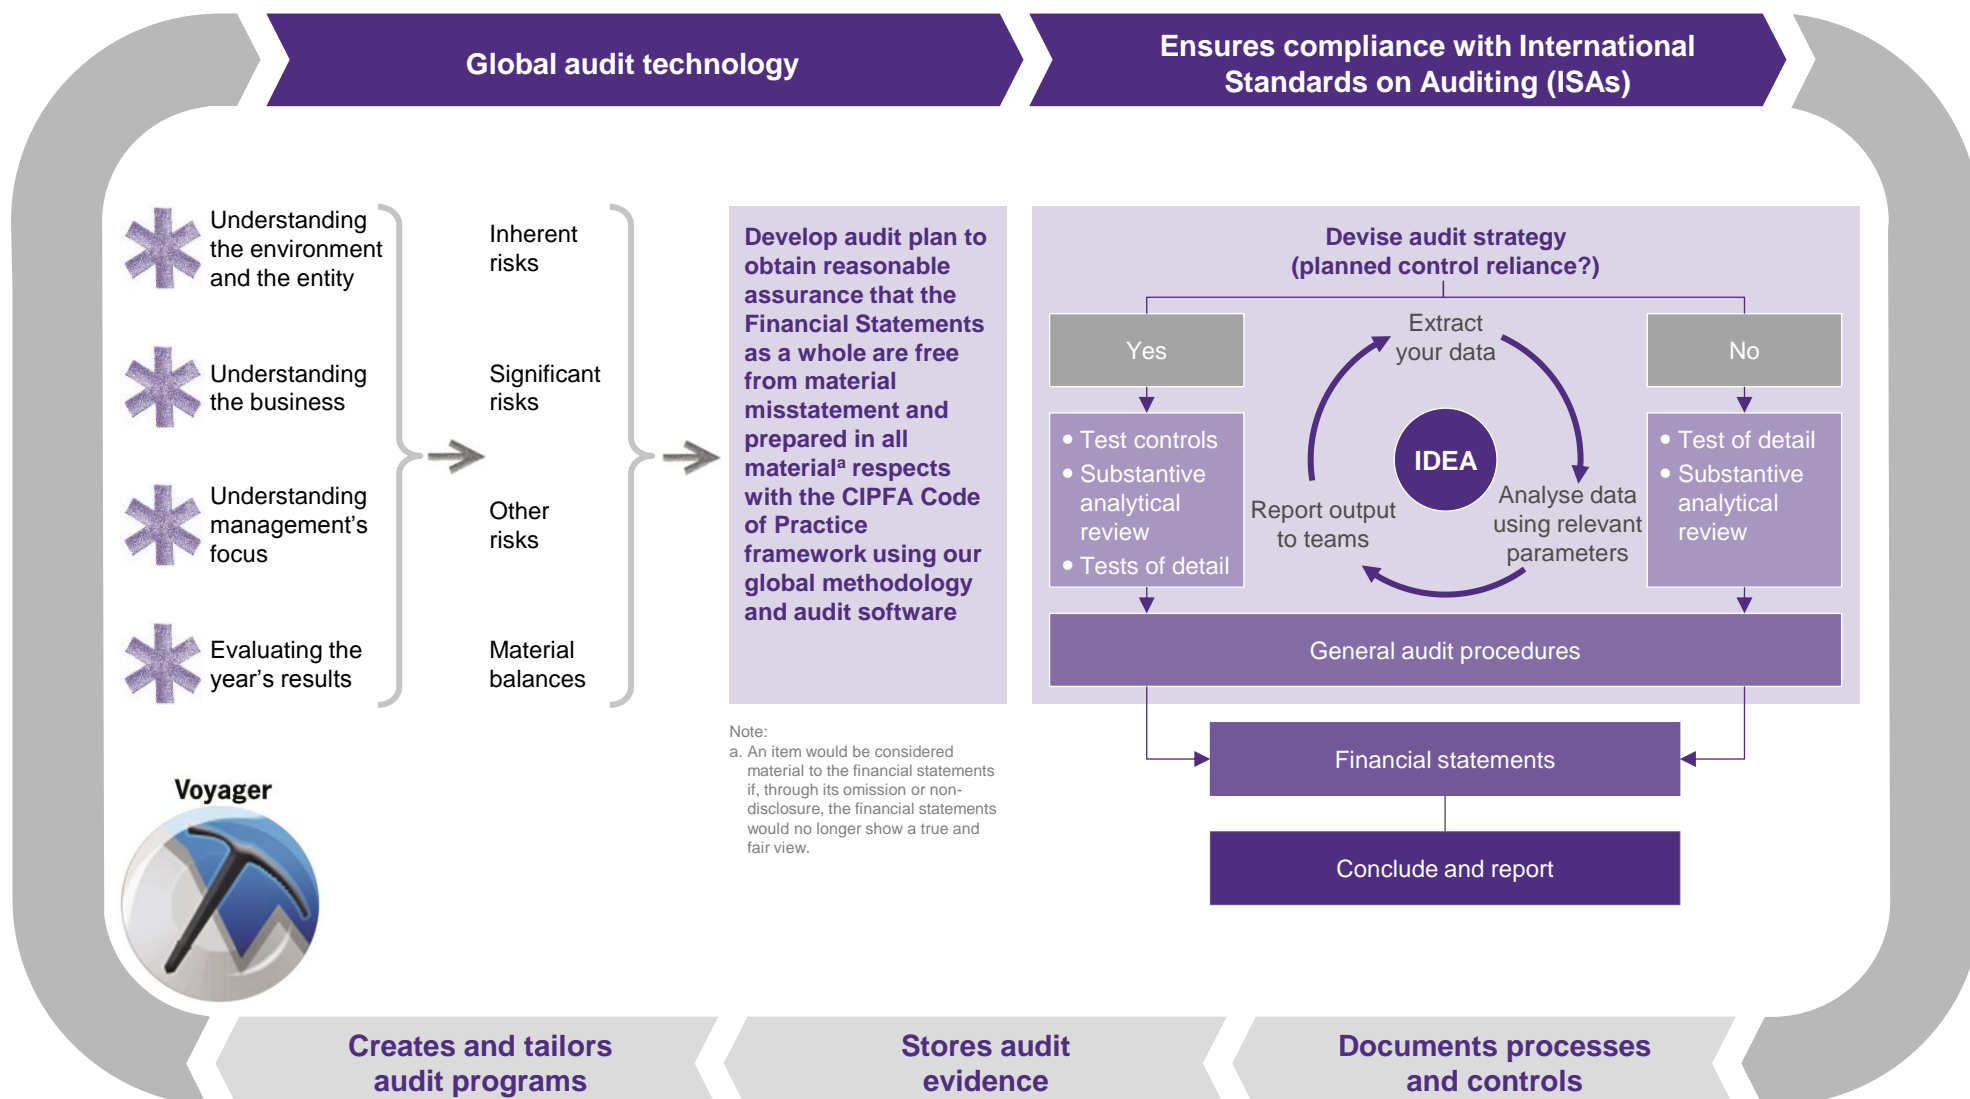 Global audit technology
Ensures compliance with International
Standards on Auditing (ISAs)
Understanding
the environment
and the entity
Understanding
the business
Understanding
management's
focus
Evaluating the
year's results
Inherent
risks
Significant
risks
Other
risks
Material
balances
Develop audit plan to
obtain reasonable
assurance that the
Financial Statements
as a whole are free
from material
misstatement and
prepared in all
materialᵃ respects
with the CIPFA Code
of Practice
framework using our
global methodology
and audit software
Note:
a. An item would be considered
material to the financial statements
if, through its omission or non-
disclosure, the financial statements
would no longer show a true and
fair view.
Devise audit strategy
(planned control reliance?)
Yes
• Test controls
• Substantive
analytical
review
• Tests of detail
Extract
your data
IDEA
Analyse data
using relevant
parameters
Report output
to teams
No
• Test of detail
• Substantive
analytical
review
General audit procedures
Financial statements
Conclude and report
Voyager
Creates and tailors
audit programs
Stores audit
evidence
Documents processes
and controls